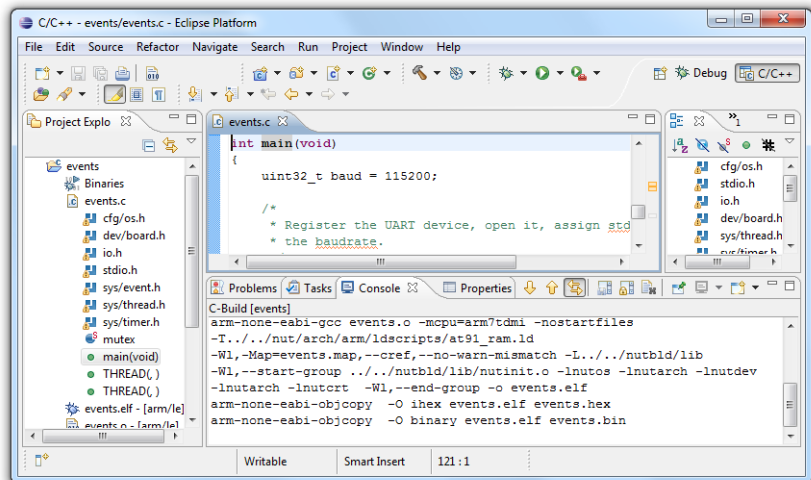 C/C++ - events/events.c - Eclipse Platform
File Edit Source Refactor Navigate Search Run Project Window Help
Debug C/C++
Project Explo
events
Binaries
events.c
cfg/os.h
dev/board.h
io.h
stdio.h
sys/event.h
sys/thread.h
sys/timer.h
mutex
main(void)
THREAD(, )
THREAD(, )
events.elf - [arm/le]
events.o - [arm/le]
events.c
int main(void)
{
uint32_t baud = 115200;
/*
* Register the UART device, open it, assign std
* the baudrate.
1
cfg/os.h
stdio.h
io.h
dev/board.h
sys/thread.h
sys/timer.h
Problems Tasks Console Properties
C-Build [events]
arm-none-eabi-gcc events.o -mcpu=arm7tdmi -nostartfiles
-T../../nut/arch/arm/ldscripts/at91_ram.ld
-Wl,-Map=events.map,--cref,--no-warn-mismatch -L../../nutbld/lib
-Wl,--start-group ../../nutbld/lib/nutinit.o -lnutos -lnutarch -lnutdev
-lnutarch -lnutcrt -Wl,--end-group -o events.elf
arm-none-eabi-objcopy -O ihex events.elf events.hex
arm-none-eabi-objcopy -O binary events.elf events.bin
Writable Smart Insert 121 : 1